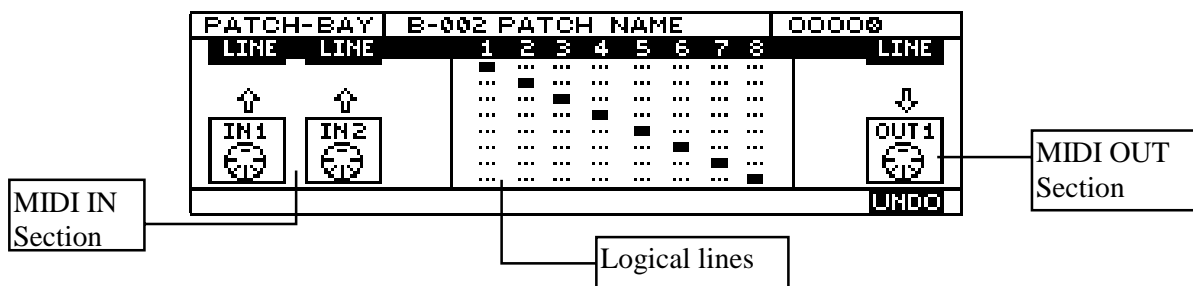 PATCH-BAY B-002 PATCH NAME 00000
LINE LINE 1 2 3 4 5 6 7 8 LINE
IN1 IN2 OUT1
MIDI OUT
Section
MIDI IN
Section
UNDO
Logical lines